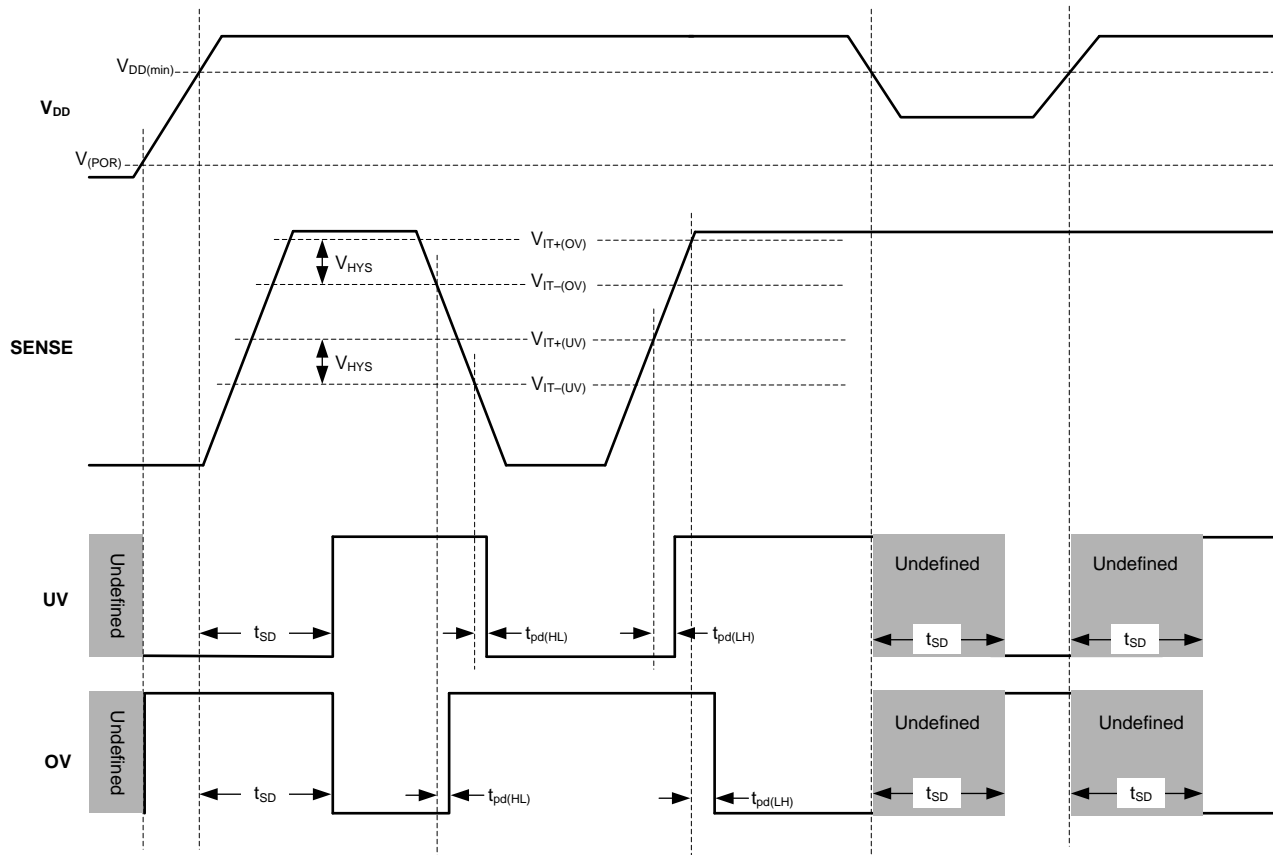 VDD(min)
VDD
V(POR)
VIT+(OV)
VHYS
VIT–(OV)
SENSE
VIT+(UV)
VHYS
VIT–(UV)
UV
Undefined
Undefined
Undefined
tSD
tpd(HL)
tpd(LH)
tSD
tSD
OV
Undefined
Undefined
Undefined
tSD
tpd(HL)
tpd(LH)
tSD
tSD